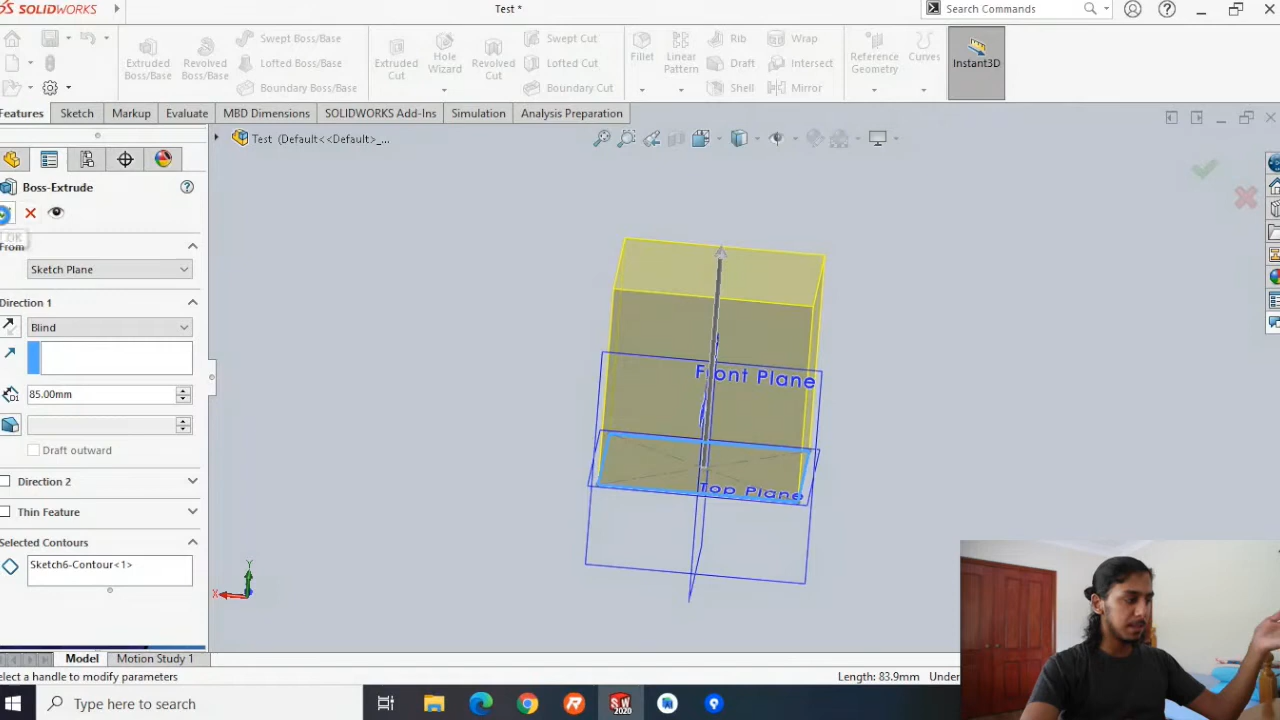 SOLIDWORKS
Test *
Search Commands
Extruded Boss/Base
Revolved Boss/Base
Swept Boss/Base
Lofted Boss/Base
Boundary Boss/Base
Extruded Cut
Hole Wizard
Revolved Cut
Swept Cut
Lofted Cut
Boundary Cut
Fillet
Linear Pattern
Rib
Draft
Shell
Wrap
Intersect
Mirror
Reference Geometry
Curves
Instant3D
Features
Sketch
Markup
Evaluate
MBD Dimensions
SOLIDWORKS Add-Ins
Simulation
Analysis Preparation
Test (Default<<Default>_...
Boss-Extrude
OK
From
Sketch Plane
Direction 1
Blind
85.00mm
Draft outward
Direction 2
Thin Feature
Selected Contours
Sketch6-Contour<1>
Front Plane
Top Plane
Y
X
Model
Motion Study 1
elect a handle to modify parameters
Length: 83.9mm
Under
Type here to search
SW
2020